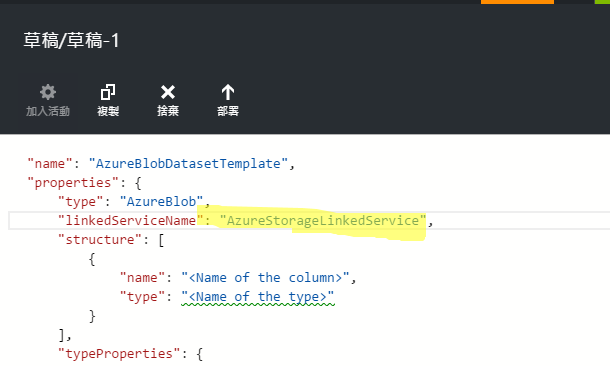 草稿/草稿-1
加入活動 複製 捨棄 部署
"name": "AzureBlobDatasetTemplate",
"properties": {
"type": "AzureBlob",
"linkedServiceName": "AzureStorageLinkedService",
"structure": [
{
"name": "<Name of the column>",
"type": "<Name of the type>"
}
],
"typeProperties": {